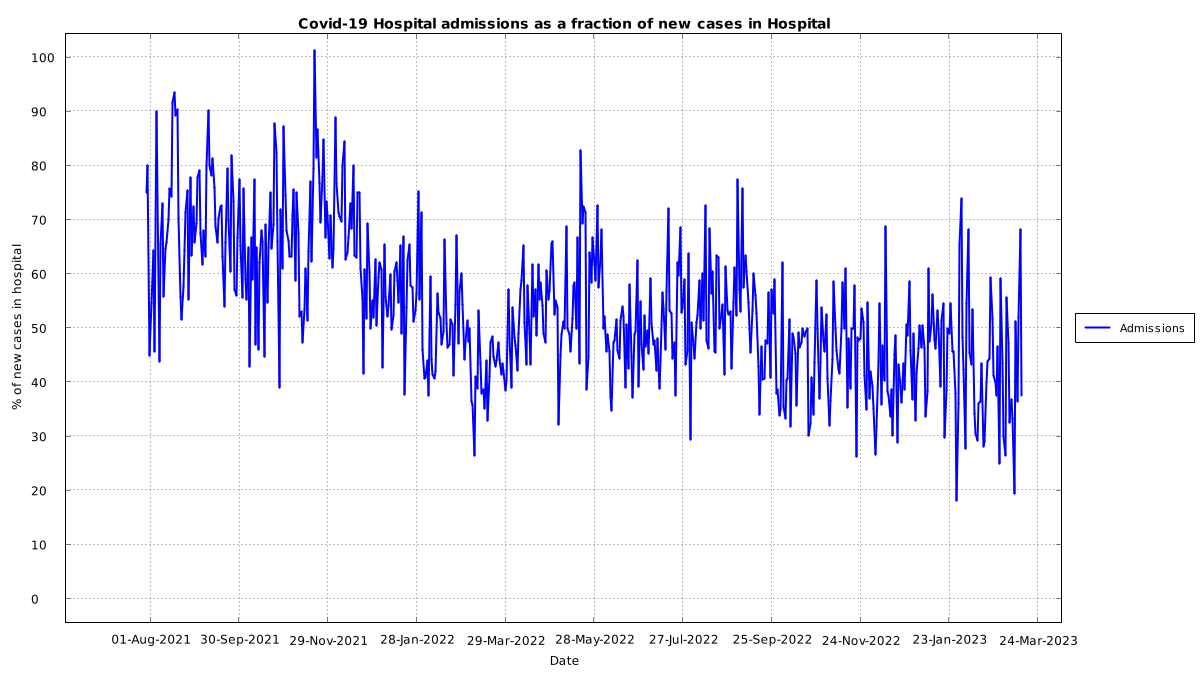 Covid-19 Hospital admissions as a fraction of new cases in Hospital
100
90
80
70
60
50
40
30
20
10
0
% of new cases in hospital
01-Aug-2021 30-Sep-2021 29-Nov-2021 28-Jan-2022 29-Mar-2022 28-May-2022 27-Jul-2022 25-Sep-2022 24-Nov-2022 23-Jan-2023 24-Mar-2023
Date
Admissions